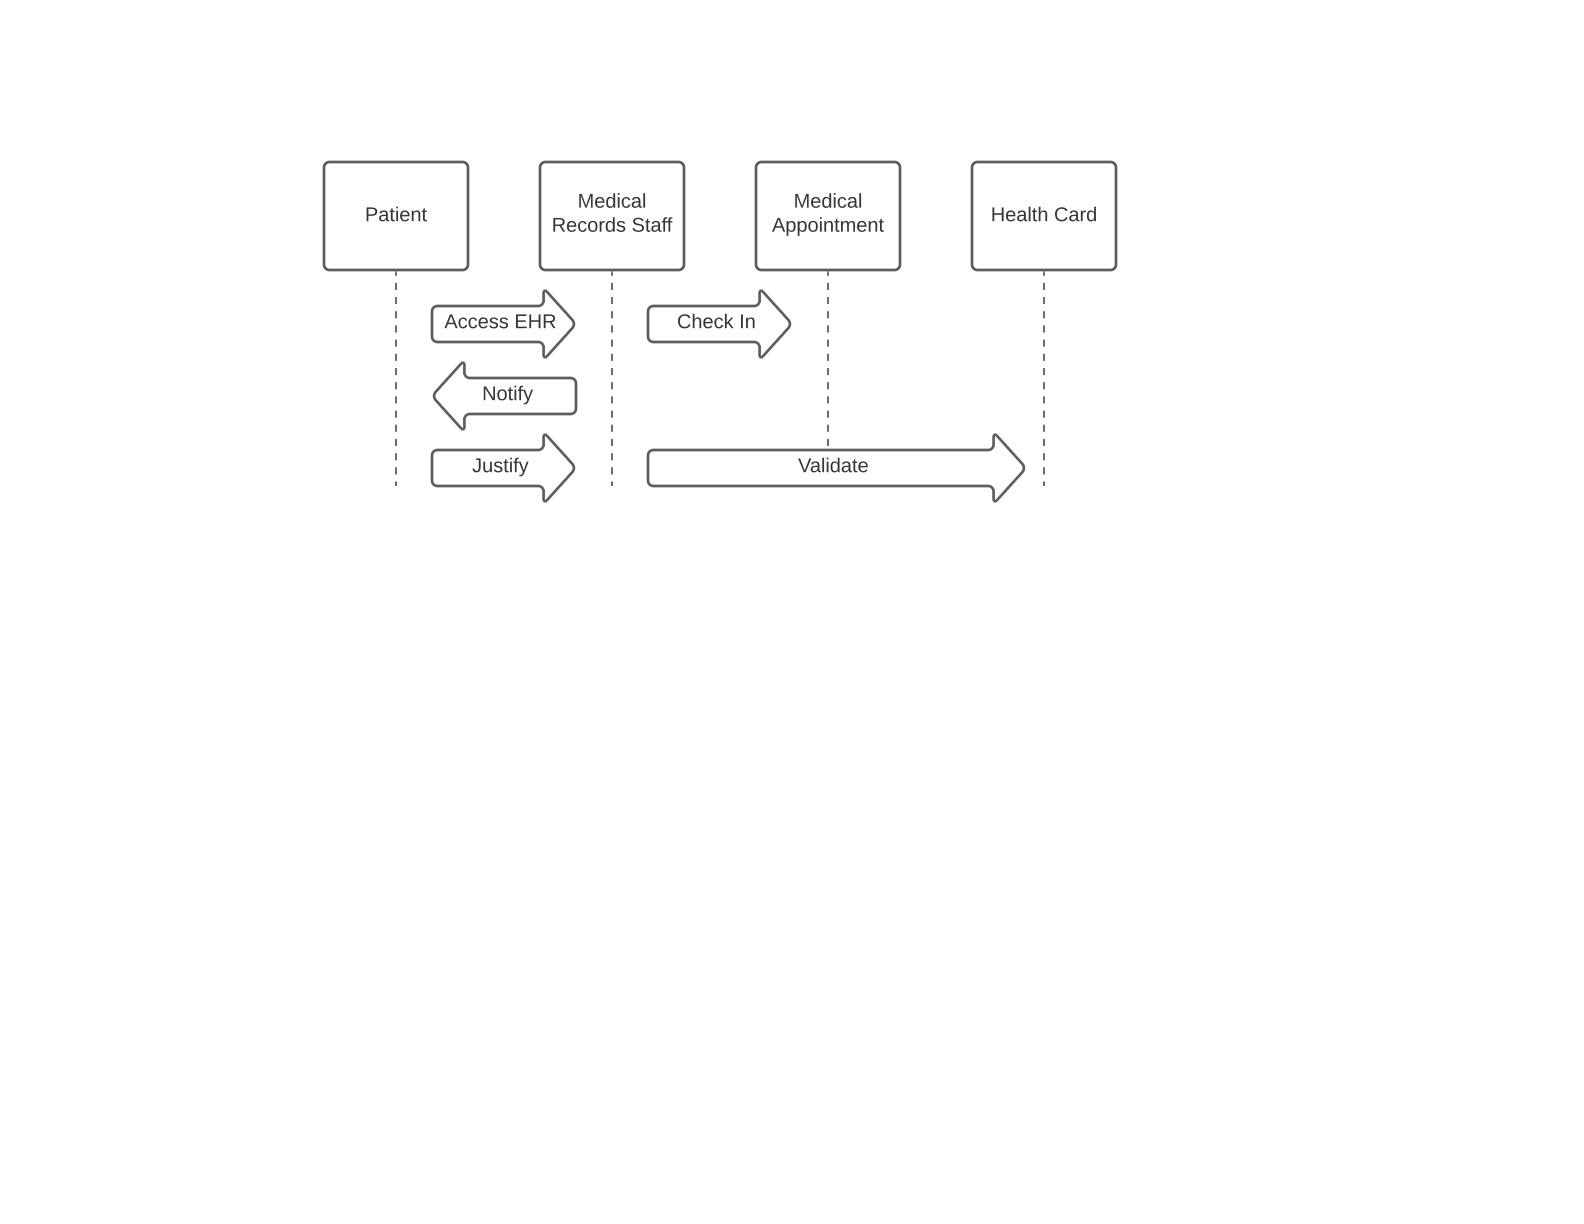 Patient
Medical
Records Staff
Medical
Appointment
Health Card
Access EHR
Check In
Notify
Justify
Validate